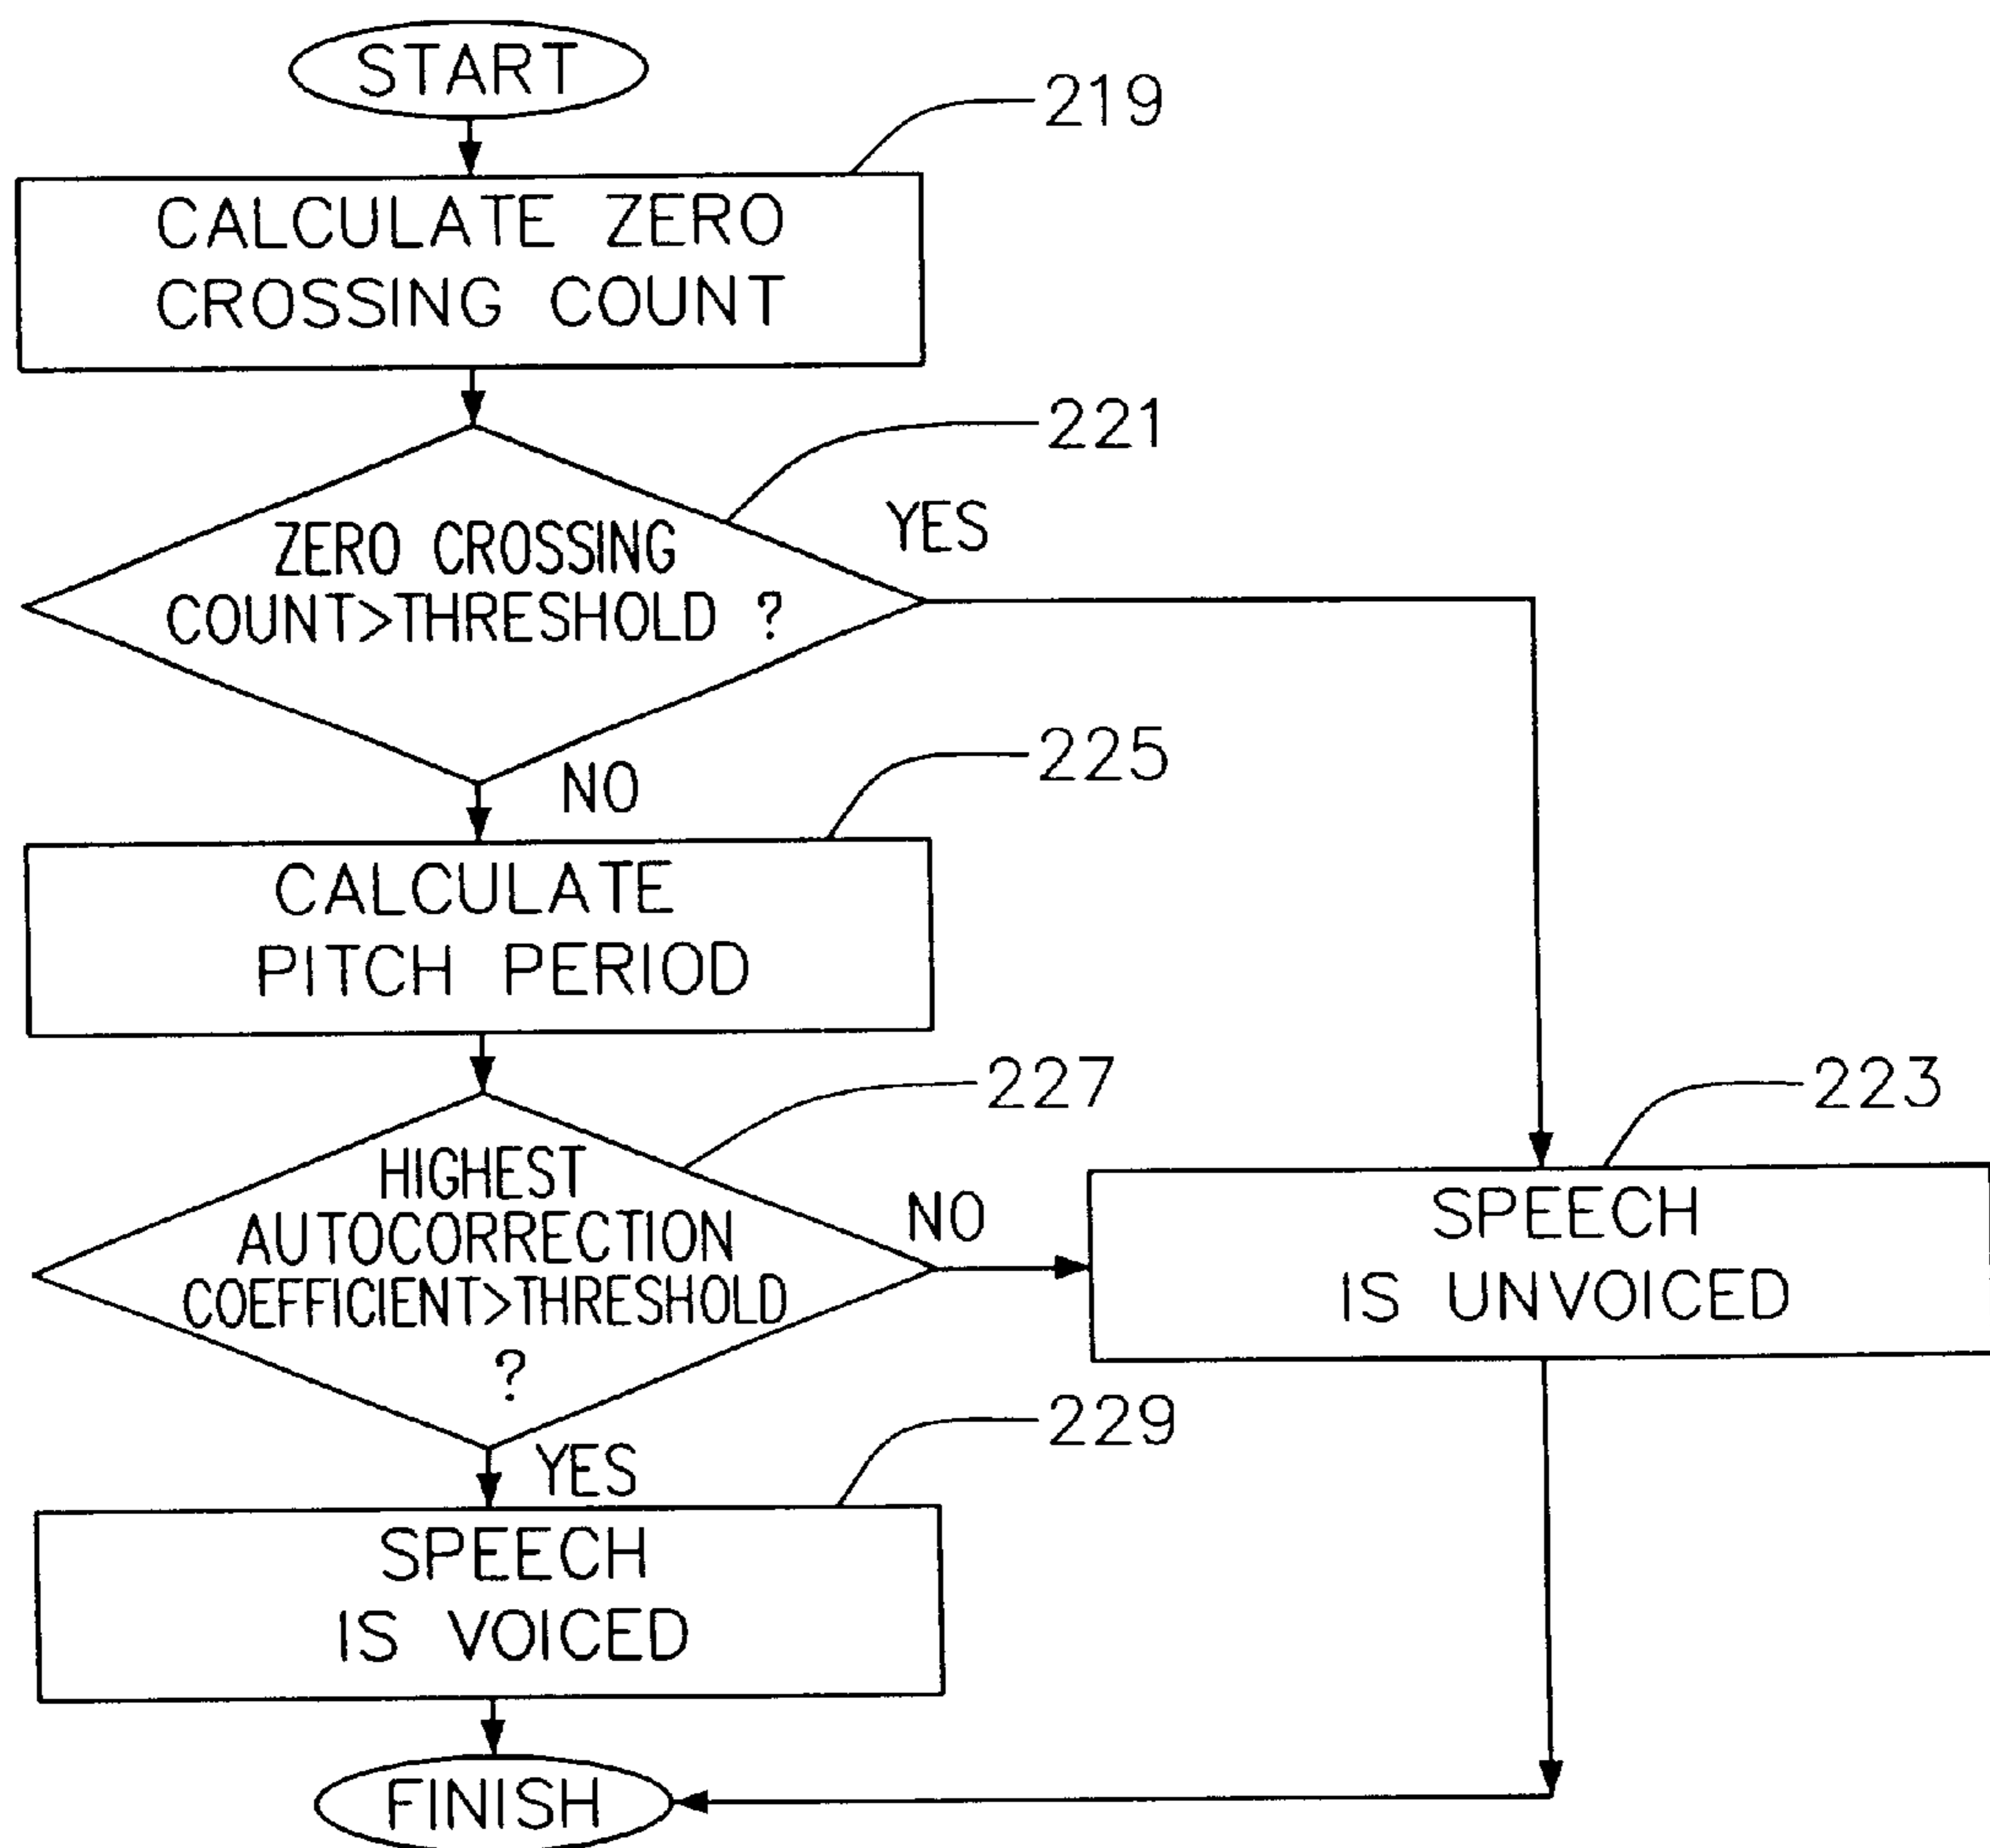 START
219
CALCULATE ZERO
CROSSING COUNT
221
YES
ZERO CROSSING
COUNT>THRESHOLD ?
NO
225
CALCULATE
PITCH PERIOD
227
HIGHEST
AUTOCORRECTION
COEFFICIENT>THRESHOLD
?
NO
223
SPEECH
IS UNVOICED
YES
229
SPEECH
IS VOICED
FINISH